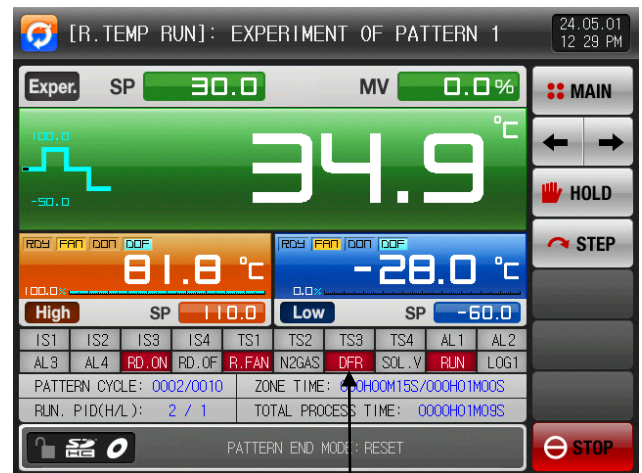 [R.TEMP RUN]: EXPERIMENT OF PATTERN 1
24.05.01
12 29 PM
Exper. SP 30.0 MV 0.0 %
MAIN
100.0
-50.0
34.9 °C
HOLD
STEP
RDY FAN DON DOF
81.8 °C
100.0%
High SP 110.0
RDY FAN DON DOF
-28.0 °C
0.0%
Low SP -60.0
IS1 IS2 IS3 IS4 TS1 TS2 TS3 TS4 AL1 AL2
AL3 AL4 RD.ON RD.OF R.FAN N2GAS DFR SOL.V RUN LOG1
PATTERN CYCLE: 0002/0010 ZONE TIME: 000H00M15S/000H01M00S
RUN. PID(H/L): 2 / 1 TOTAL PROCESS TIME: 0000H01M09S
PATTERN END MODE: RESET
STOP